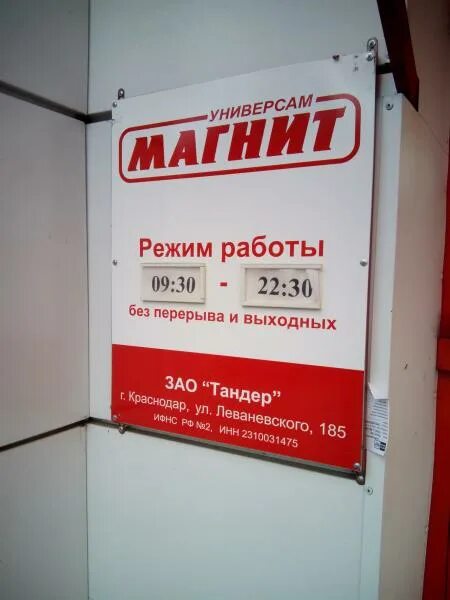 УНИВЕРСАМ
МАГНИТ
Режим работы
09:30 - 22:30
без перерыва и выходных
ЗАО "Тандер"
г. Краснодар, ул. Леваневского, 185
ИФНС РФ №2, ИНН 2310031475